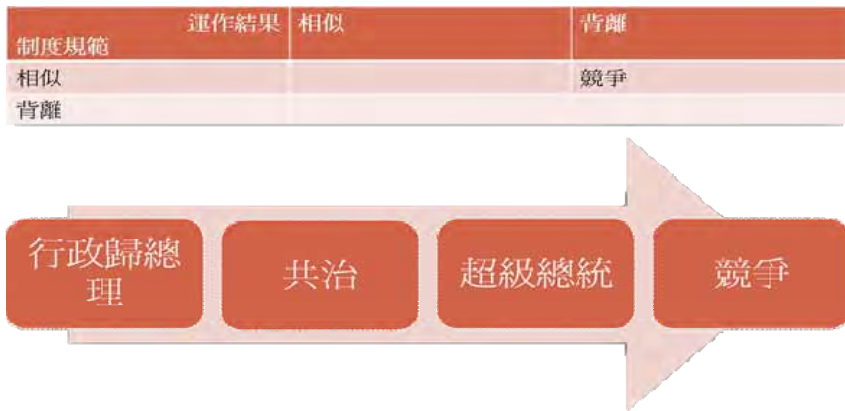 運作結果 相似 背離
制度規範
相似 競爭
背離
行政歸總
理
共治
超級總統
競爭